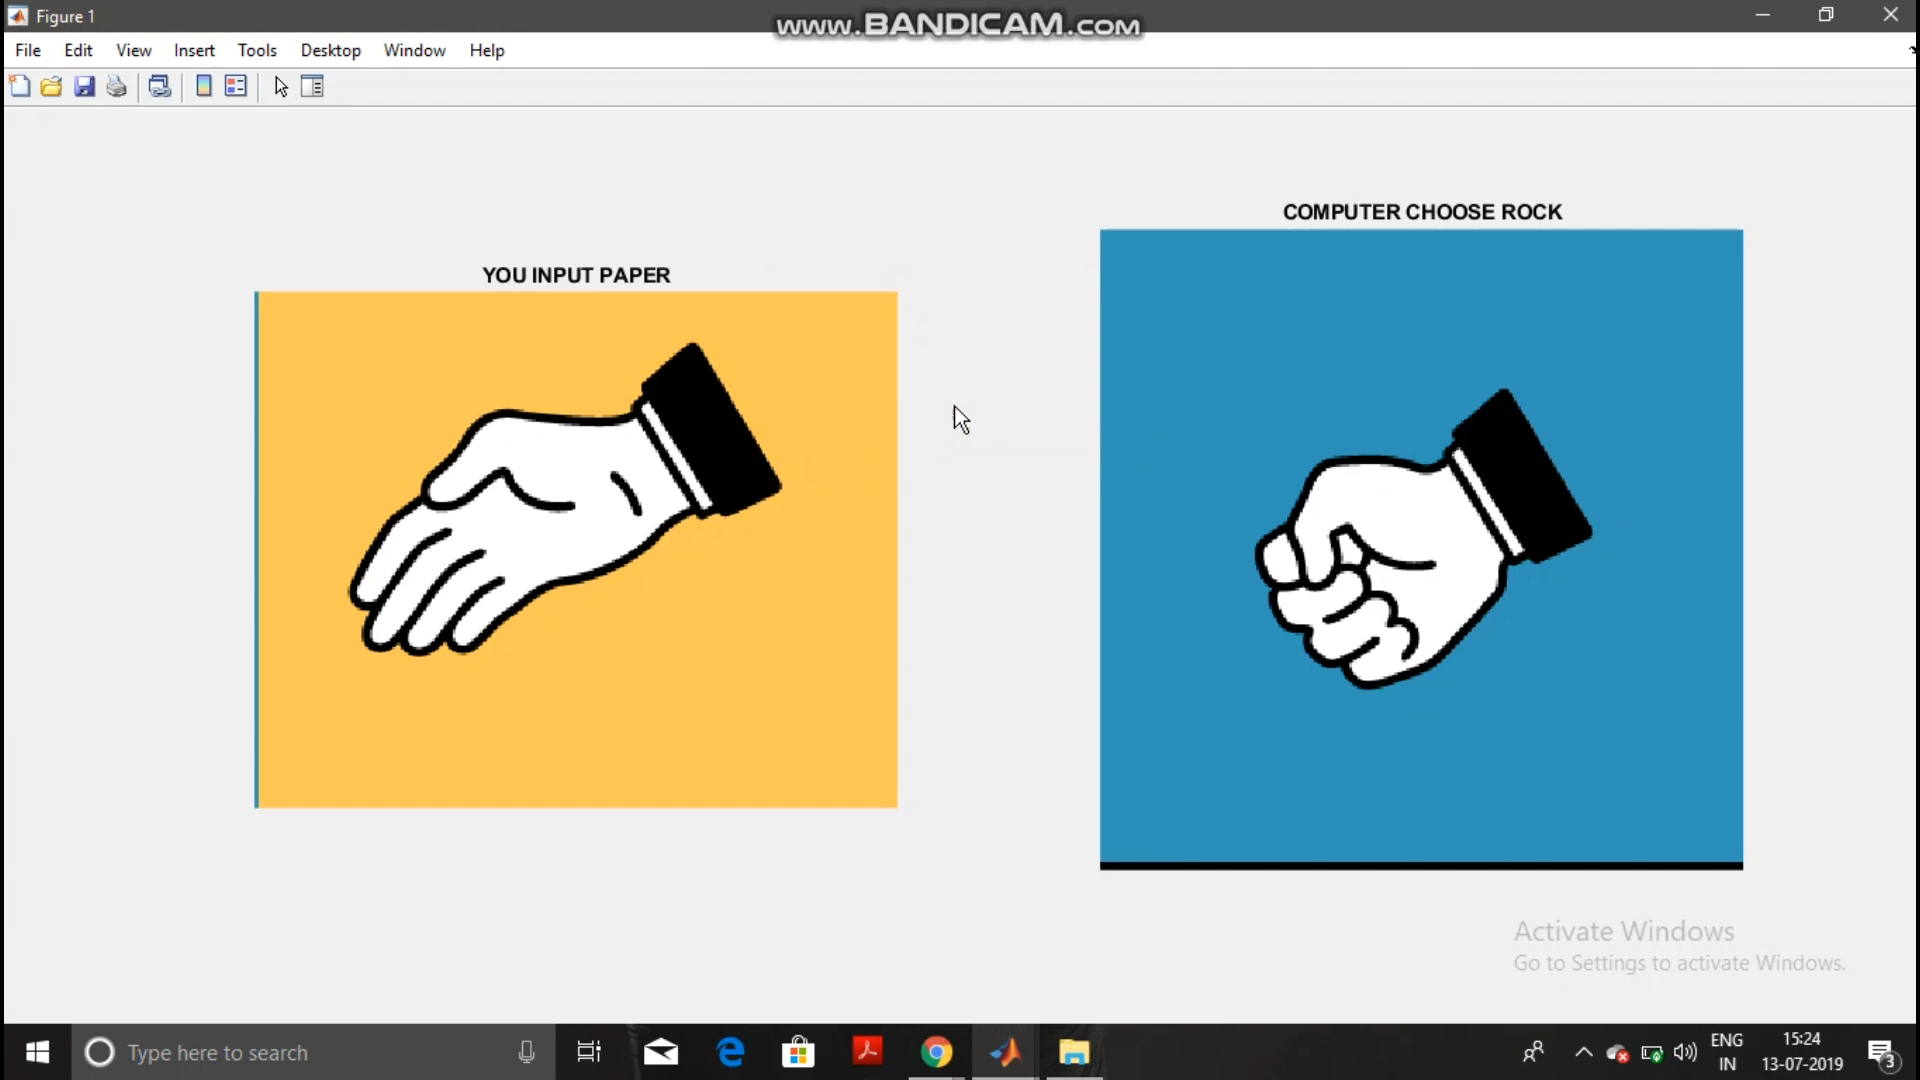 Figure 1
www.BANDICAM.com
File Edit View Insert Tools Desktop Window Help
COMPUTER CHOOSE ROCK
YOU INPUT PAPER
Activate Windows
Go to Settings to activate Windows.
Type here to search
ENG
IN
15:24
13-07-2019
3